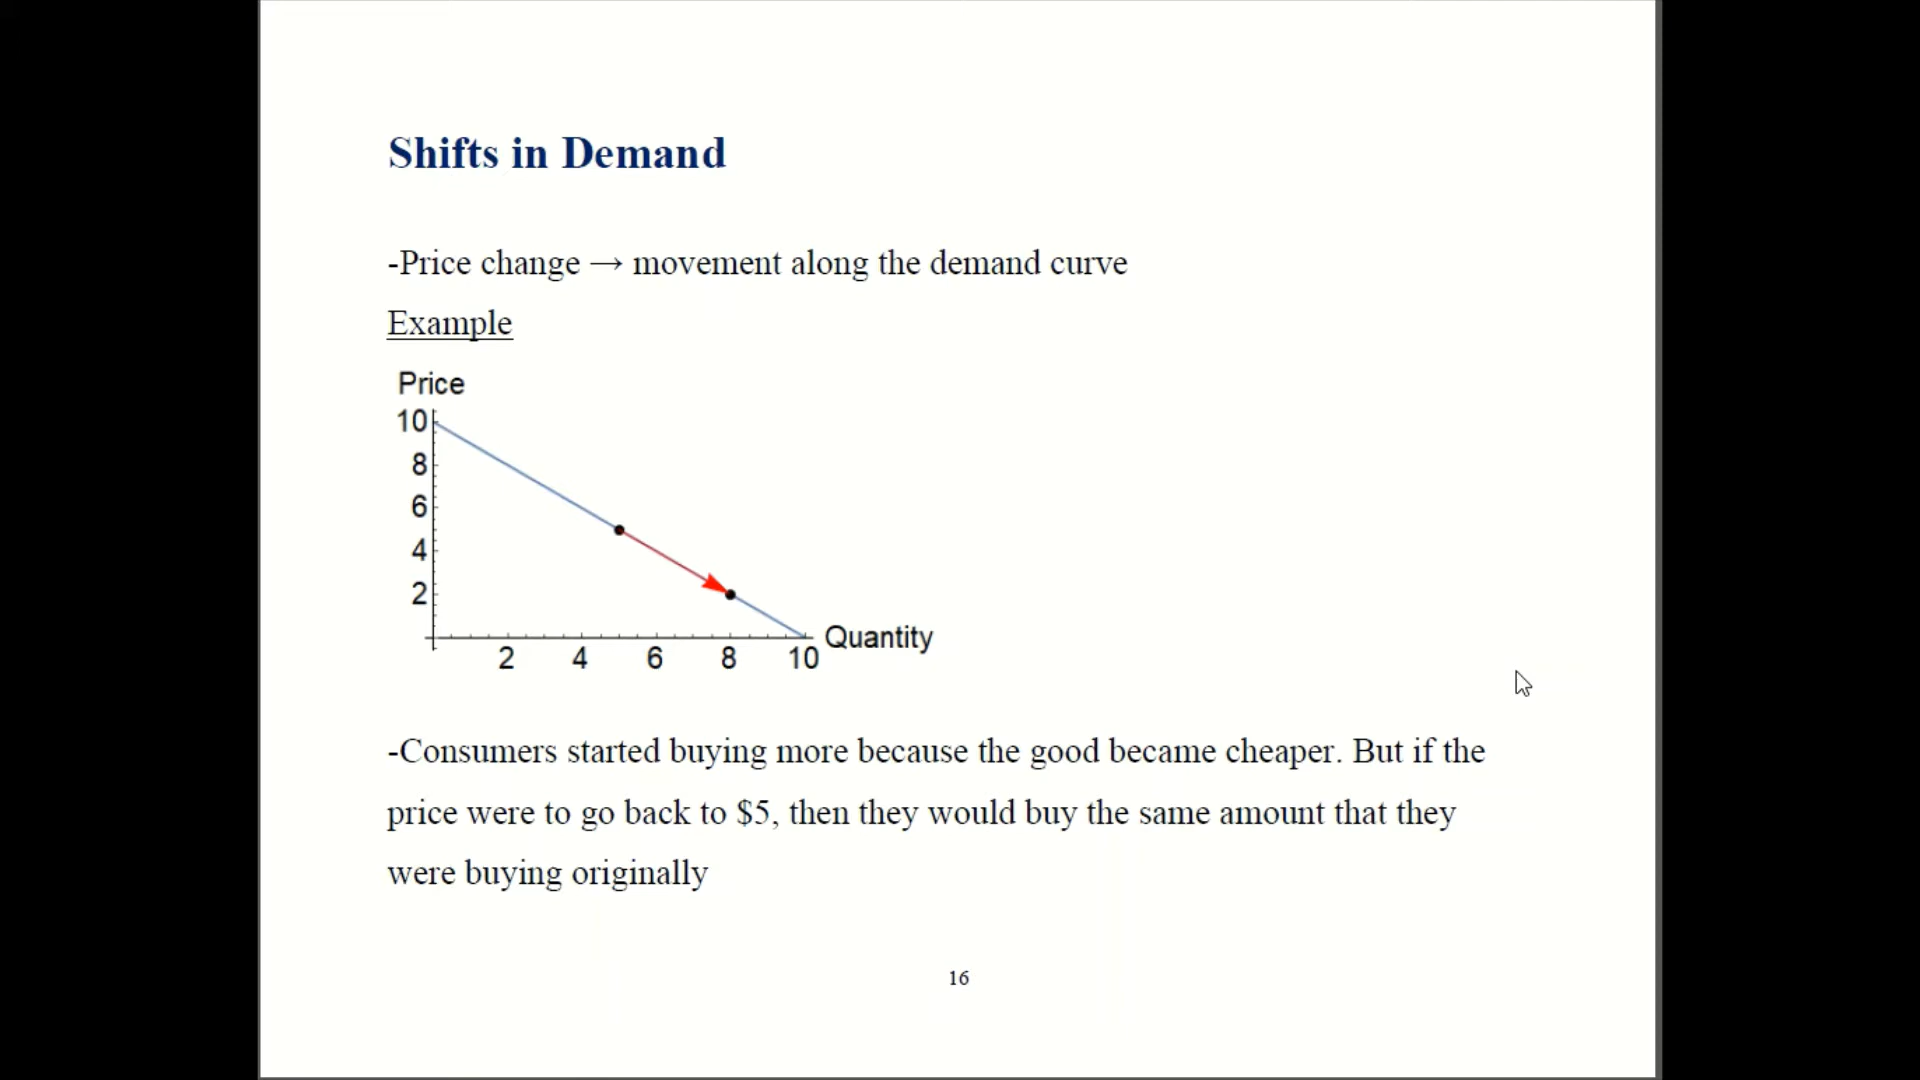 Shifts in Demand
-Price change → movement along the demand curve
Example
Price
10
8
6
4
2
Quantity
2 4 6 8 10
-Consumers started buying more because the good became cheaper. But if the
price were to go back to $5, then they would buy the same amount that they
were buying originally
16